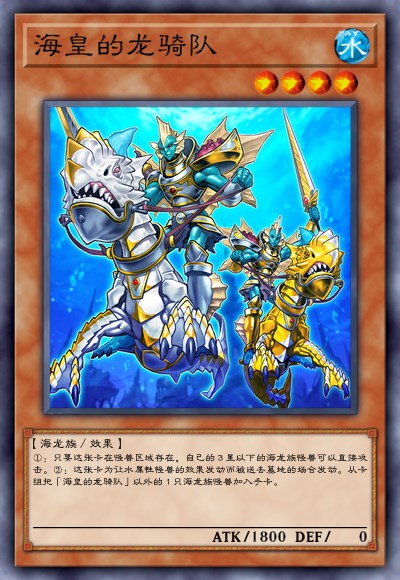 海皇的龙骑队
水
【海龙族／效果】
①：只要这张卡在怪兽区域存在，自己的３星以下的海龙族怪兽可以直接攻
击。②：这张卡为让水属性怪兽的效果发动而被送去墓地的场合发动。从卡
组把「海皇的龙骑队」以外的１只海龙族怪兽加入手卡。
ATK/1800 DEF/ 0